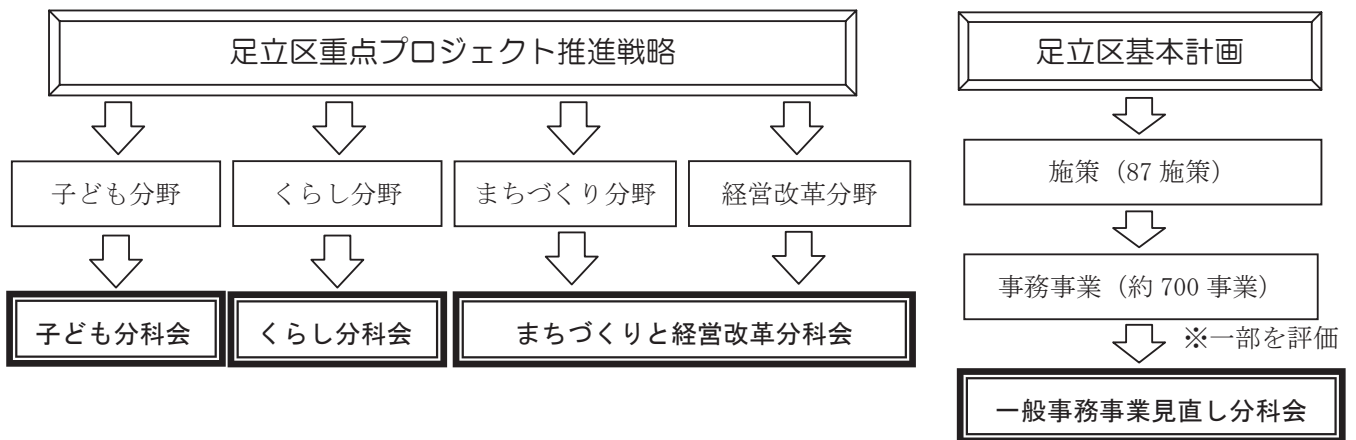 足立区重点プロジェクト推進戦略
子ども分野
くらし分野
まちづくり分野
経営改革分野
子ども分科会
くらし分科会
まちづくりと経営改革分科会
足立区基本計画
施策（87 施策）
事務事業（約 700 事業）
※一部を評価
一般事務事業見直し分科会